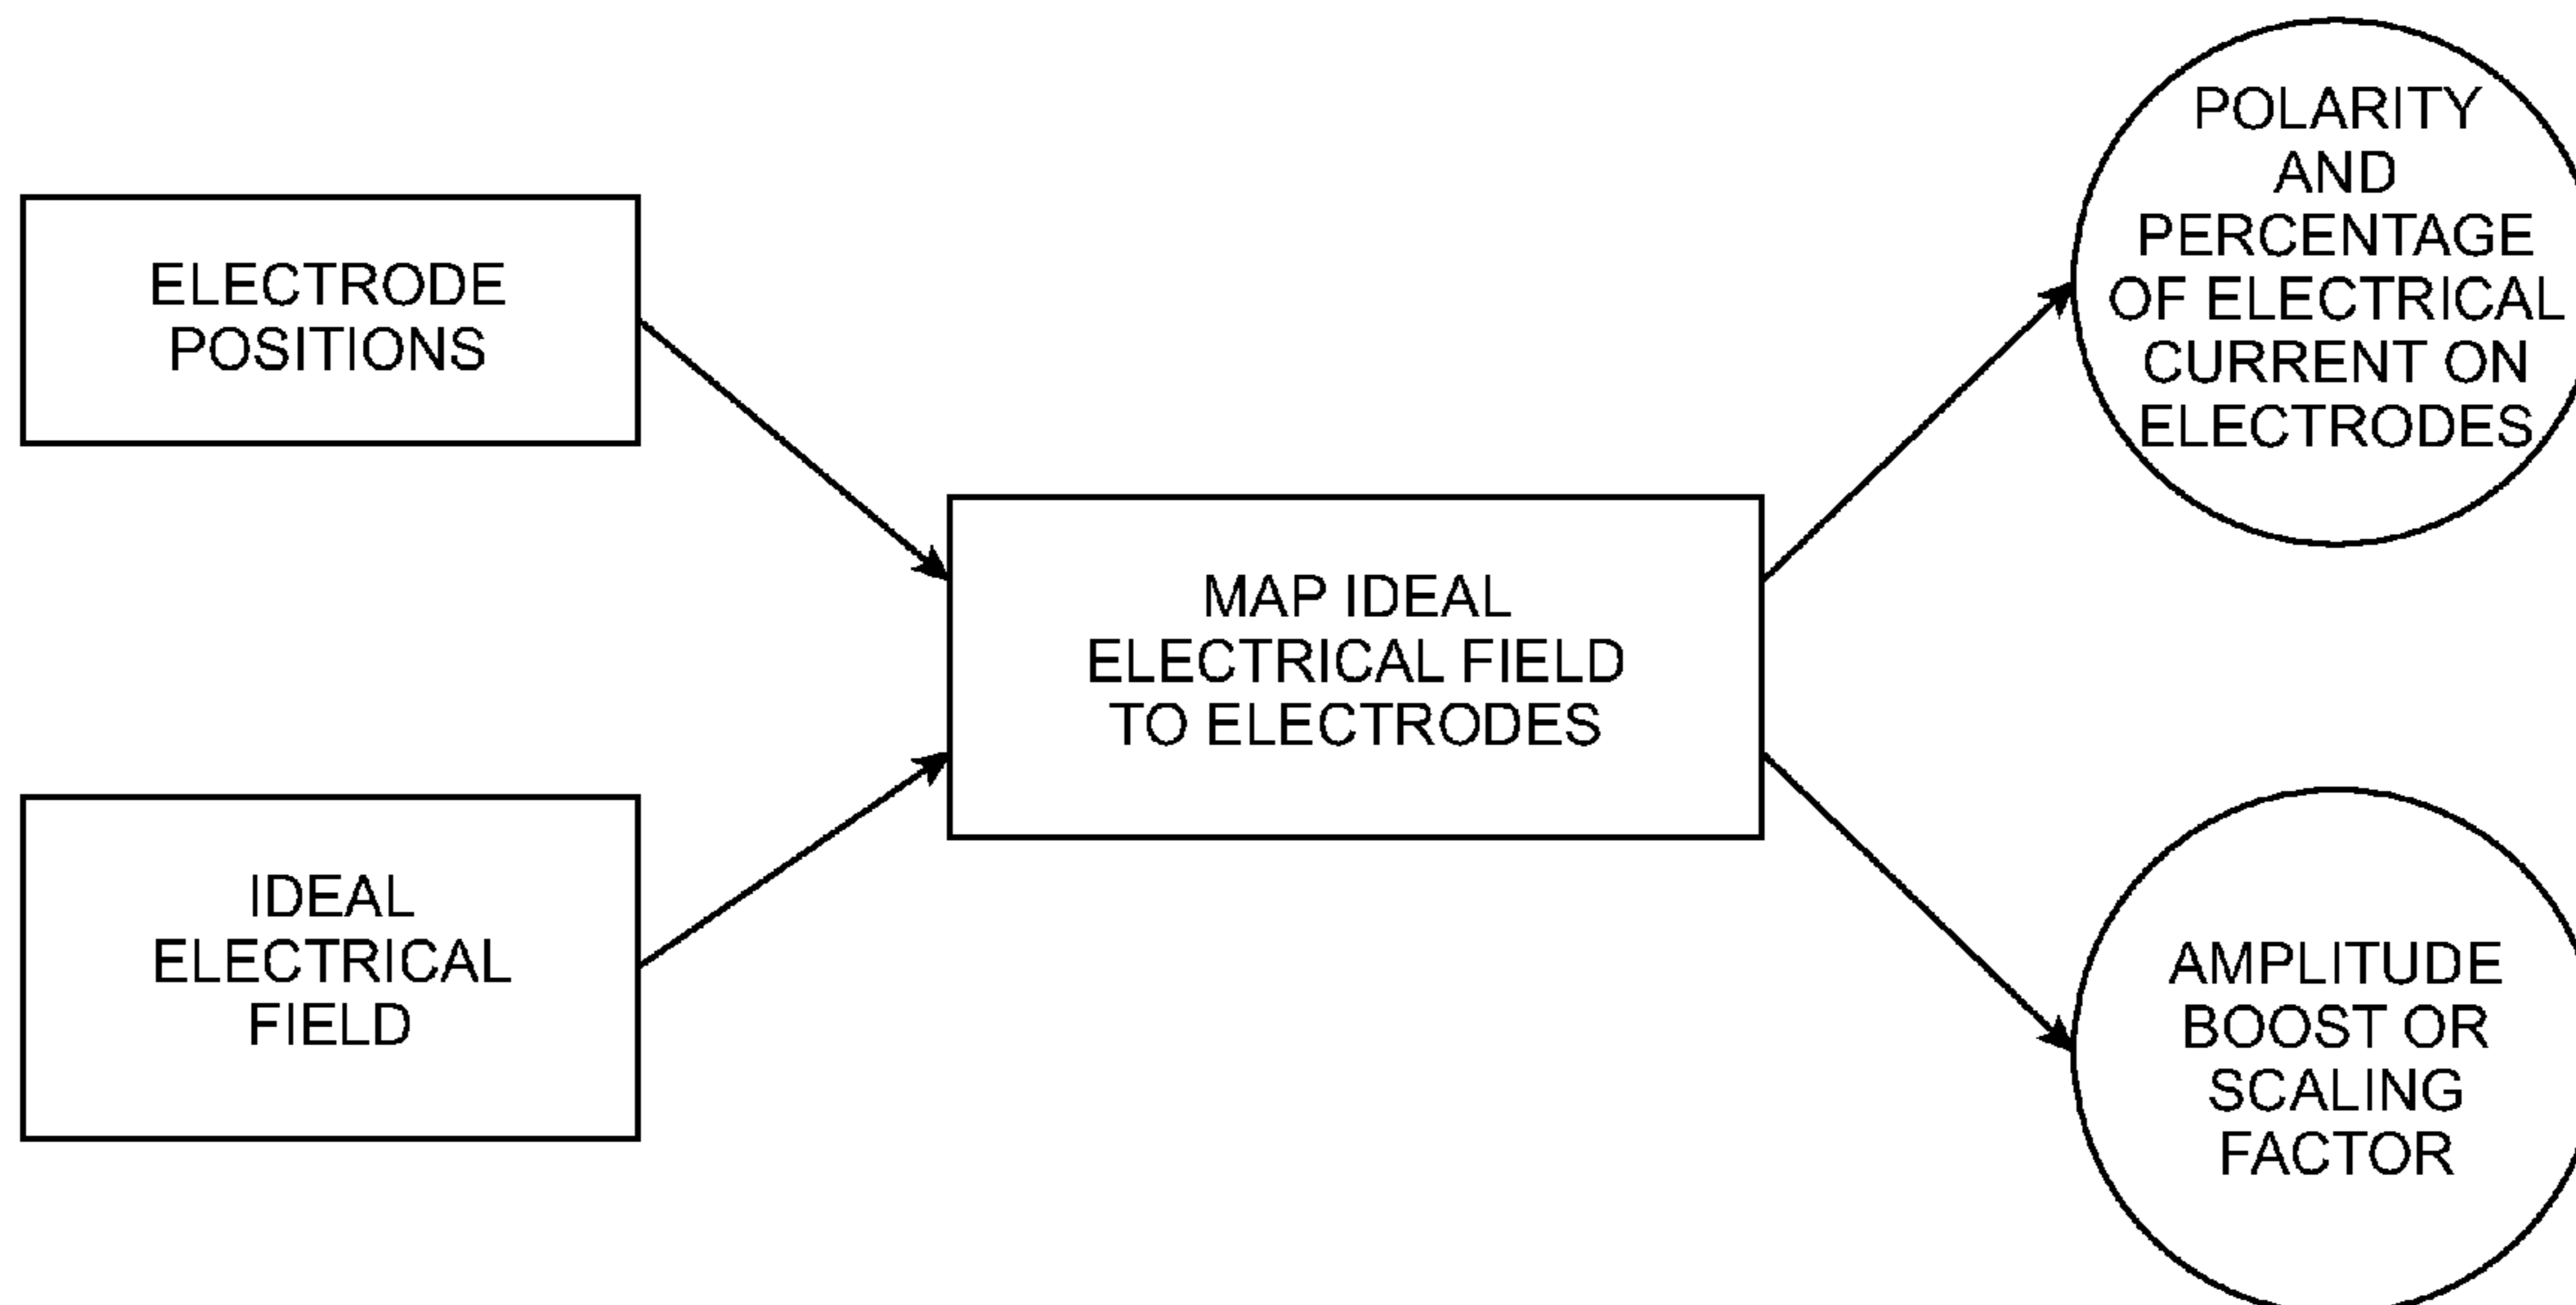 ELECTRODE
POSITIONS
IDEAL
ELECTRICAL
FIELD
MAP IDEAL
ELECTRICAL FIELD
TO ELECTRODES
POLARITY
AND
PERCENTAGE
OF ELECTRICAL
CURRENT ON
ELECTRODES
AMPLITUDE
BOOST OR
SCALING
FACTOR